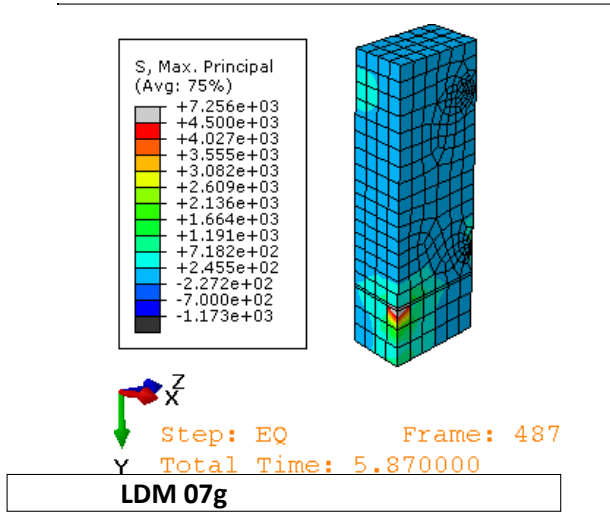 S, Max. Principal
(Avg: 75%)
+7.256e+03
+4.500e+03
+4.027e+03
+3.555e+03
+3.082e+03
+2.609e+03
+2.136e+03
+1.664e+03
+1.191e+03
+7.182e+02
+2.455e+02
-2.272e+02
-7.000e+02
-1.173e+03
Z
X
Y
Step: EQ Frame: 487
Total Time: 5.870000
LDM 07g